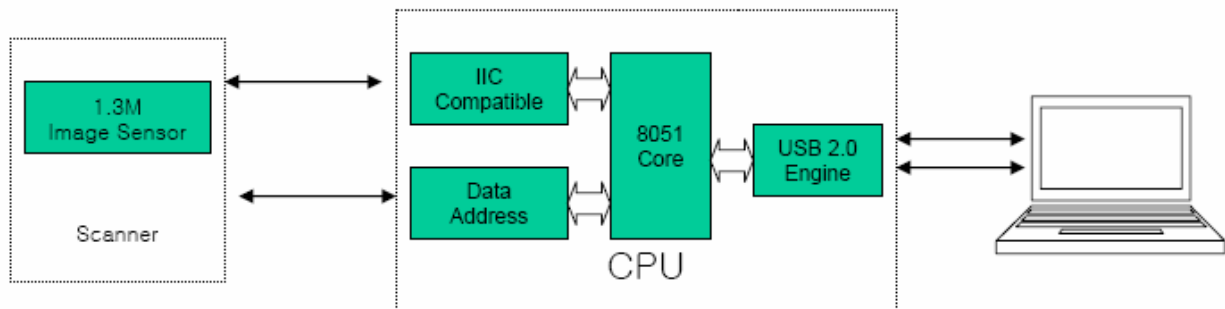 1.3M
Image Sensor
Scanner
IIC
Compatible
Data
Address
8051
Core
CPU
USB 2.0
Engine